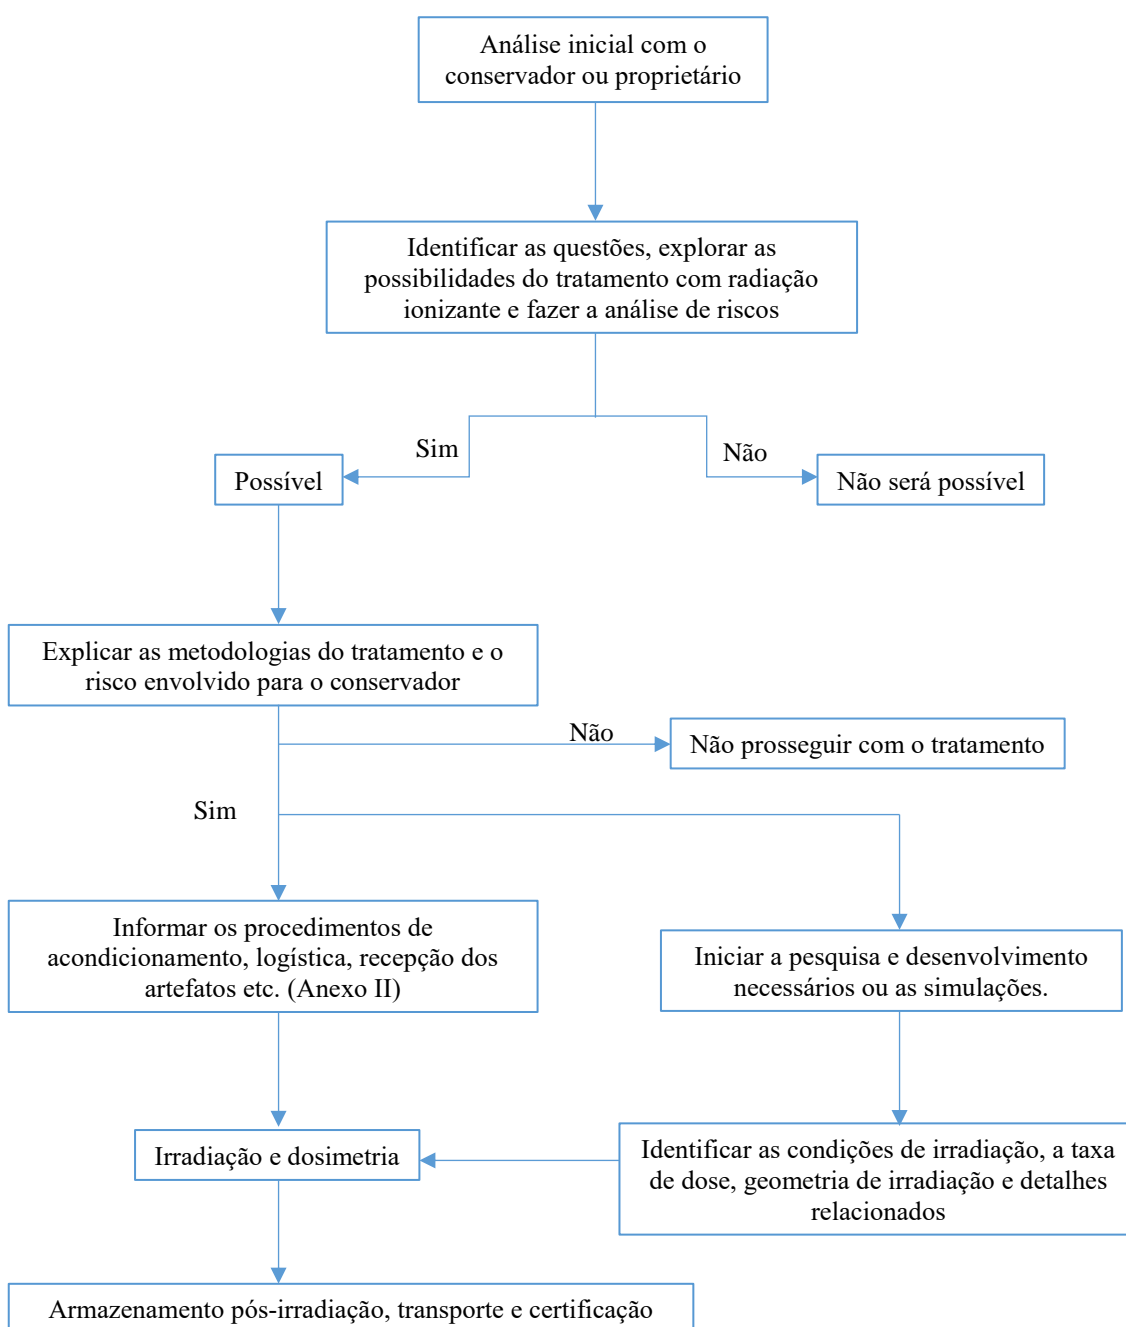 Análise inicial com o
conservador ou proprietário
Identificar as questões, explorar as
possibilidades do tratamento com radiação
ionizante e fazer a análise de riscos
Sim
Não
Possível
Não será possível
Explicar as metodologias do tratamento e o
risco envolvido para o conservador
Não
Não prosseguir com o tratamento
Sim
Informar os procedimentos de
acondicionamento, logística, recepção dos
artefatos etc. (Anexo II)
Iniciar a pesquisa e desenvolvimento
necessários ou as simulações.
Irradiação e dosimetria
Identificar as condições de irradiação, a taxa
de dose, geometria de irradiação e detalhes
relacionados
Armazenamento pós-irradiação, transporte e certificação